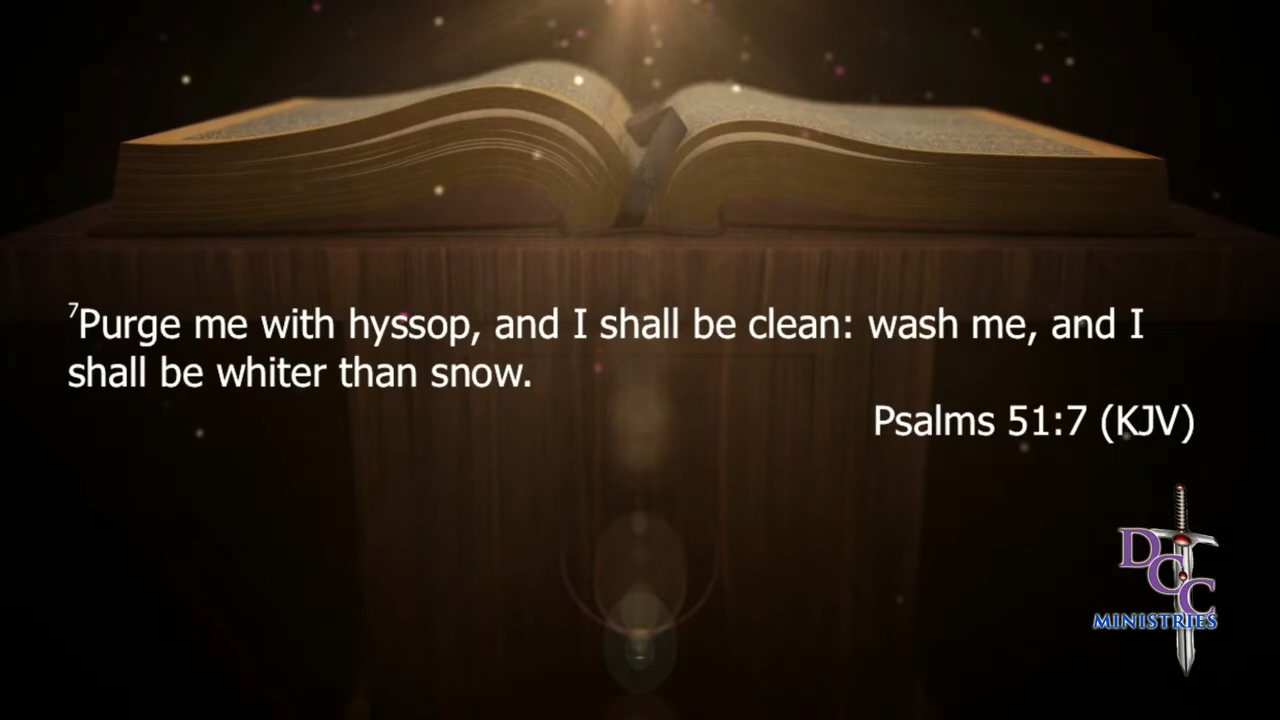 ⁷Purge me with hyssop, and I shall be clean: wash me, and I
shall be whiter than snow.
Psalms 51:7 (KJV)
DCC
MINISTRIES